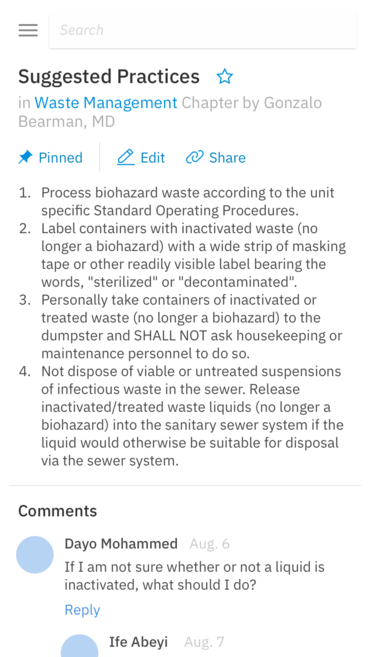 Search
Suggested Practices
in Waste Management Chapter by Gonzalo
Bearman, MD
Pinned Edit Share
1. Process biohazard waste according to the unit
specific Standard Operating Procedures.
2. Label containers with inactivated waste (no
longer a biohazard) with a wide strip of masking
tape or other readily visible label bearing the
words, "sterilized" or "decontaminated".
3. Personally take containers of inactivated or
treated waste (no longer a biohazard) to the
dumpster and SHALL NOT ask housekeeping or
maintenance personnel to do so.
4. Not dispose of viable or untreated suspensions
of infectious waste in the sewer. Release
inactivated/treated waste liquids (no longer a
biohazard) into the sanitary sewer system if the
liquid would otherwise be suitable for disposal
via the sewer system.
Comments
Dayo Mohammed Aug. 6
If I am not sure whether or not a liquid is
inactivated, what should I do?
Reply
Ife Abeyi Aug. 7